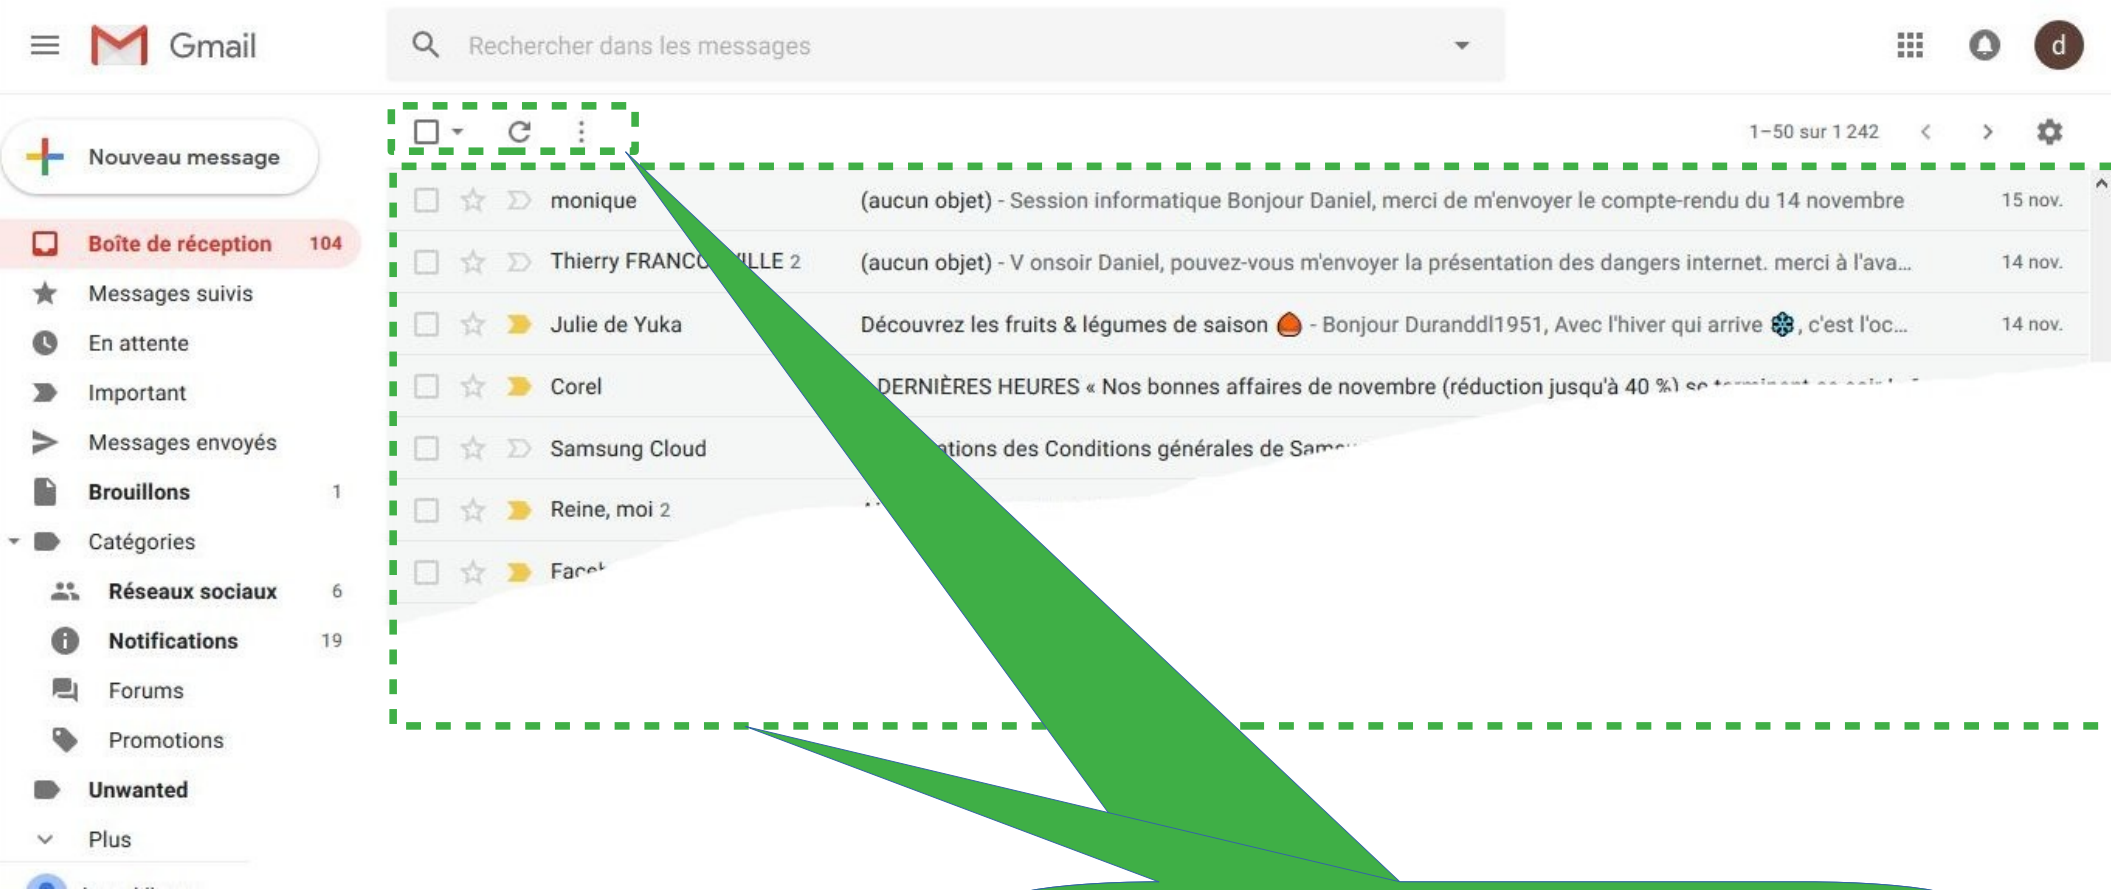 Gmail
Rechercher dans les messages
d
Nouveau message
1–50 sur 1 242
Boîte de réception 104
Messages suivis
En attente
Important
Messages envoyés
Brouillons 1
Catégories
Réseaux sociaux 6
Notifications 19
Forums
Promotions
Unwanted
Plus
monique (aucun objet) - Session informatique Bonjour Daniel, merci de m'envoyer le compte-rendu du 14 novembre 15 nov.
Thierry 2 (aucun objet) - V onsoir Daniel, pouvez-vous m'envoyer la présentation des dangers internet. merci à l'ava... 14 nov.
Julie de Yuka Découvrez les fruits & légumes de saison - Bonjour Duranddl1951, Avec l'hiver qui arrive , c'est l'oc... 14 nov.
Corel DERNIÈRES HEURES « Nos bonnes affaires de novembre (réduction jusqu'à 40 %)
Samsung Cloud des Conditions générales de
Reine, moi 2